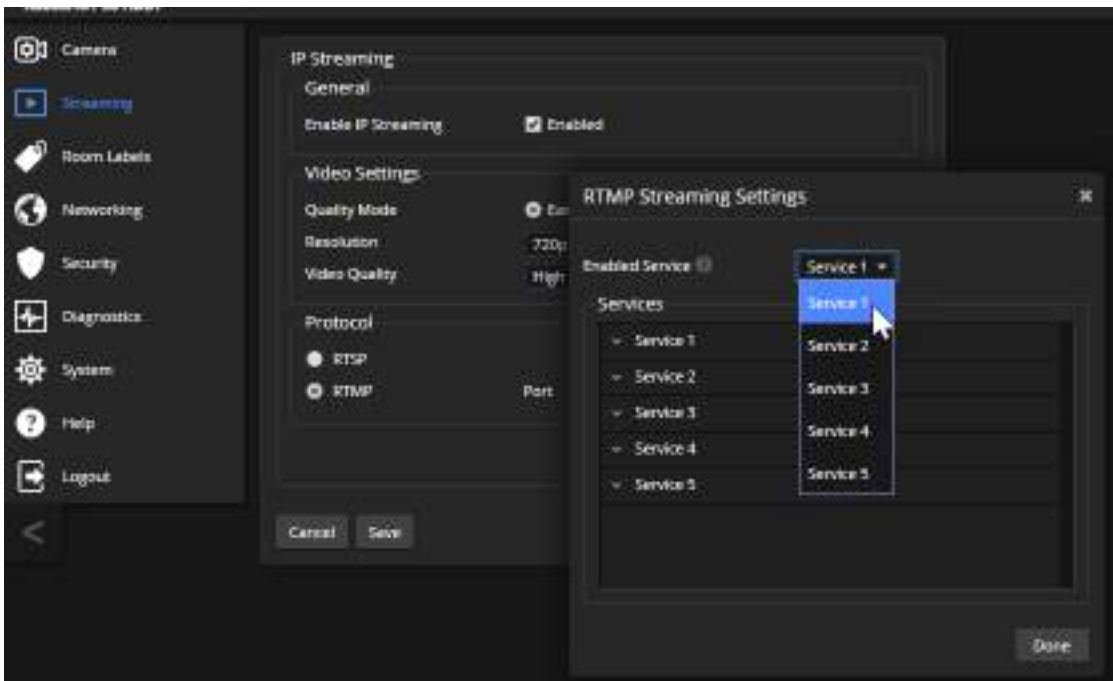 Camera
Streaming
Room Labels
Networking
Security
Diagnostics
System
Help
Logout
<
IP Streaming
General
Enable IP Streaming
Enabled
Video Settings
Quality Mode
Resolution
720p
Video Quality
High
Protocol
RTSP
RTMP
Port
Cancel
Save
RTMP Streaming Settings
Enabled Service
Service 1
Service 1
Service 2
Service 3
Service 4
Service 5
Services
Service 1
Service 2
Service 3
Service 4
Service 5
Done